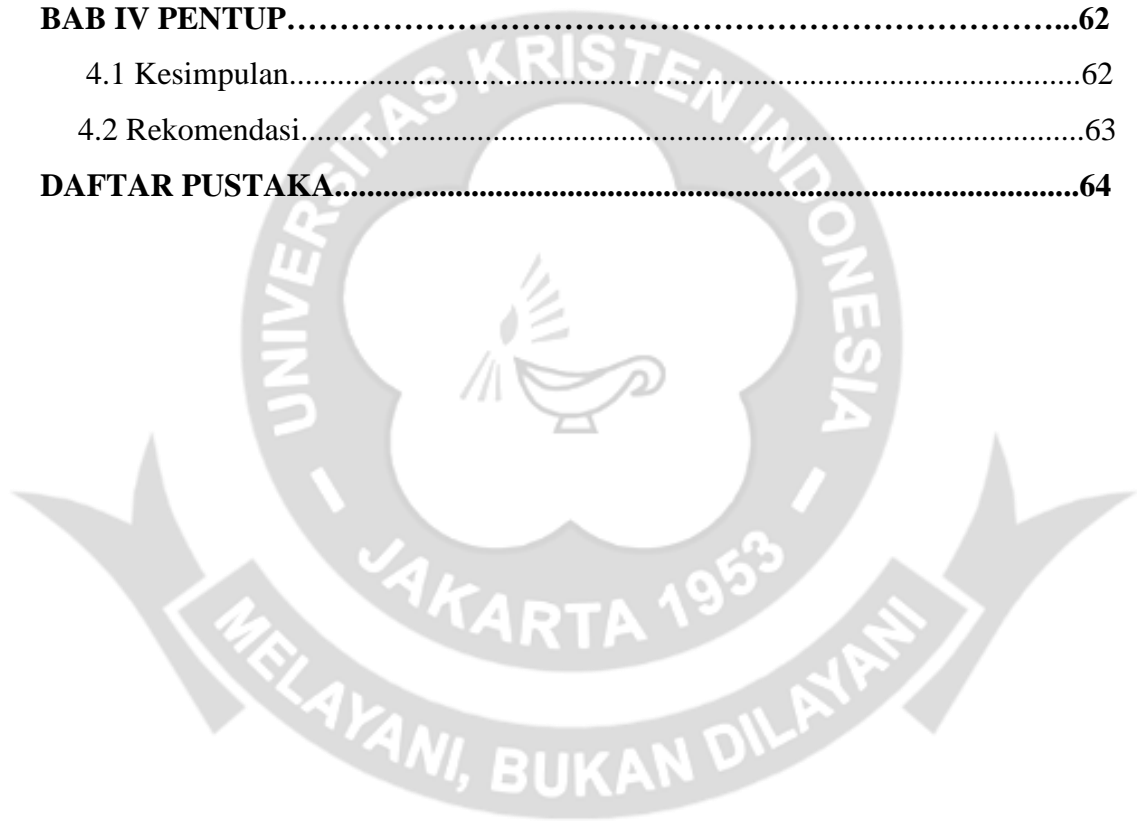 BAB IV PENTUP……………………………………………………………...62
4.1 Kesimpulan.....................................................................................62
4.2 Rekomendasi....................................................................................63
DAFTAR PUSTAKA................................................................................64
UNIVERSITAS KRISTEN INDONESIA
JAKARTA 1953
MELAYANI, BUKAN DILAYANI